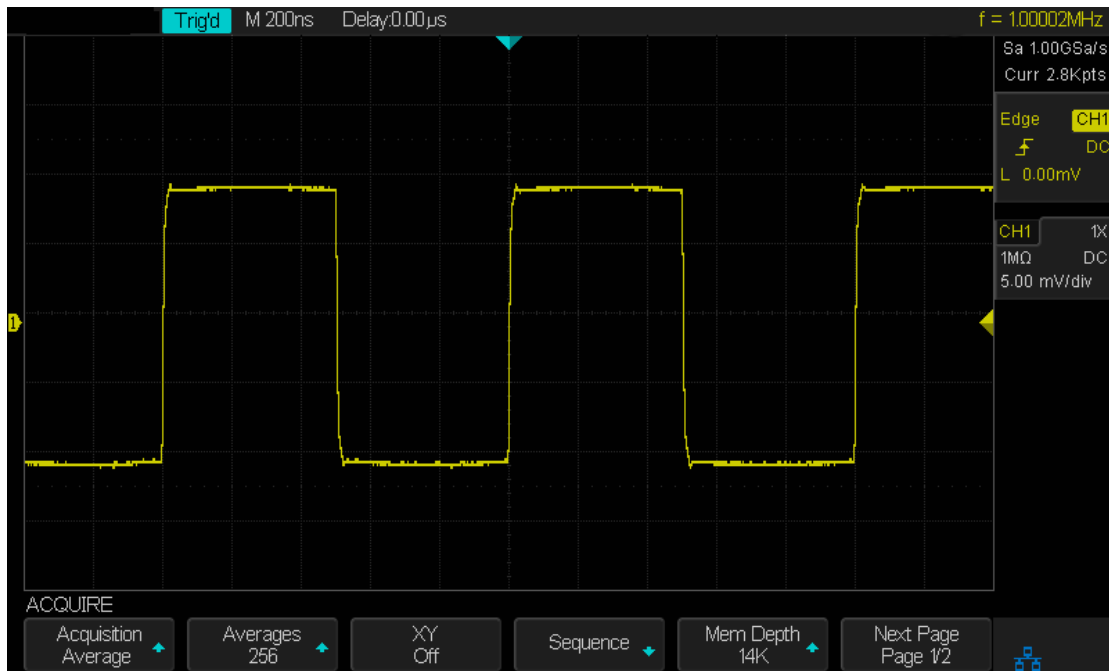 Trig'd M 200ns Delay:0.00µs f = 1.00002MHz
Sa 1.00GSa/s
Curr 2.8Kpts
Edge CH1
DC
L 0.00mV
CH1 1X
1MΩ DC
5.00 mV/div
1
ACQUIRE
Acquisition Averages XY Sequence Mem Depth Next Page
Average 256 Off 14K Page 1/2